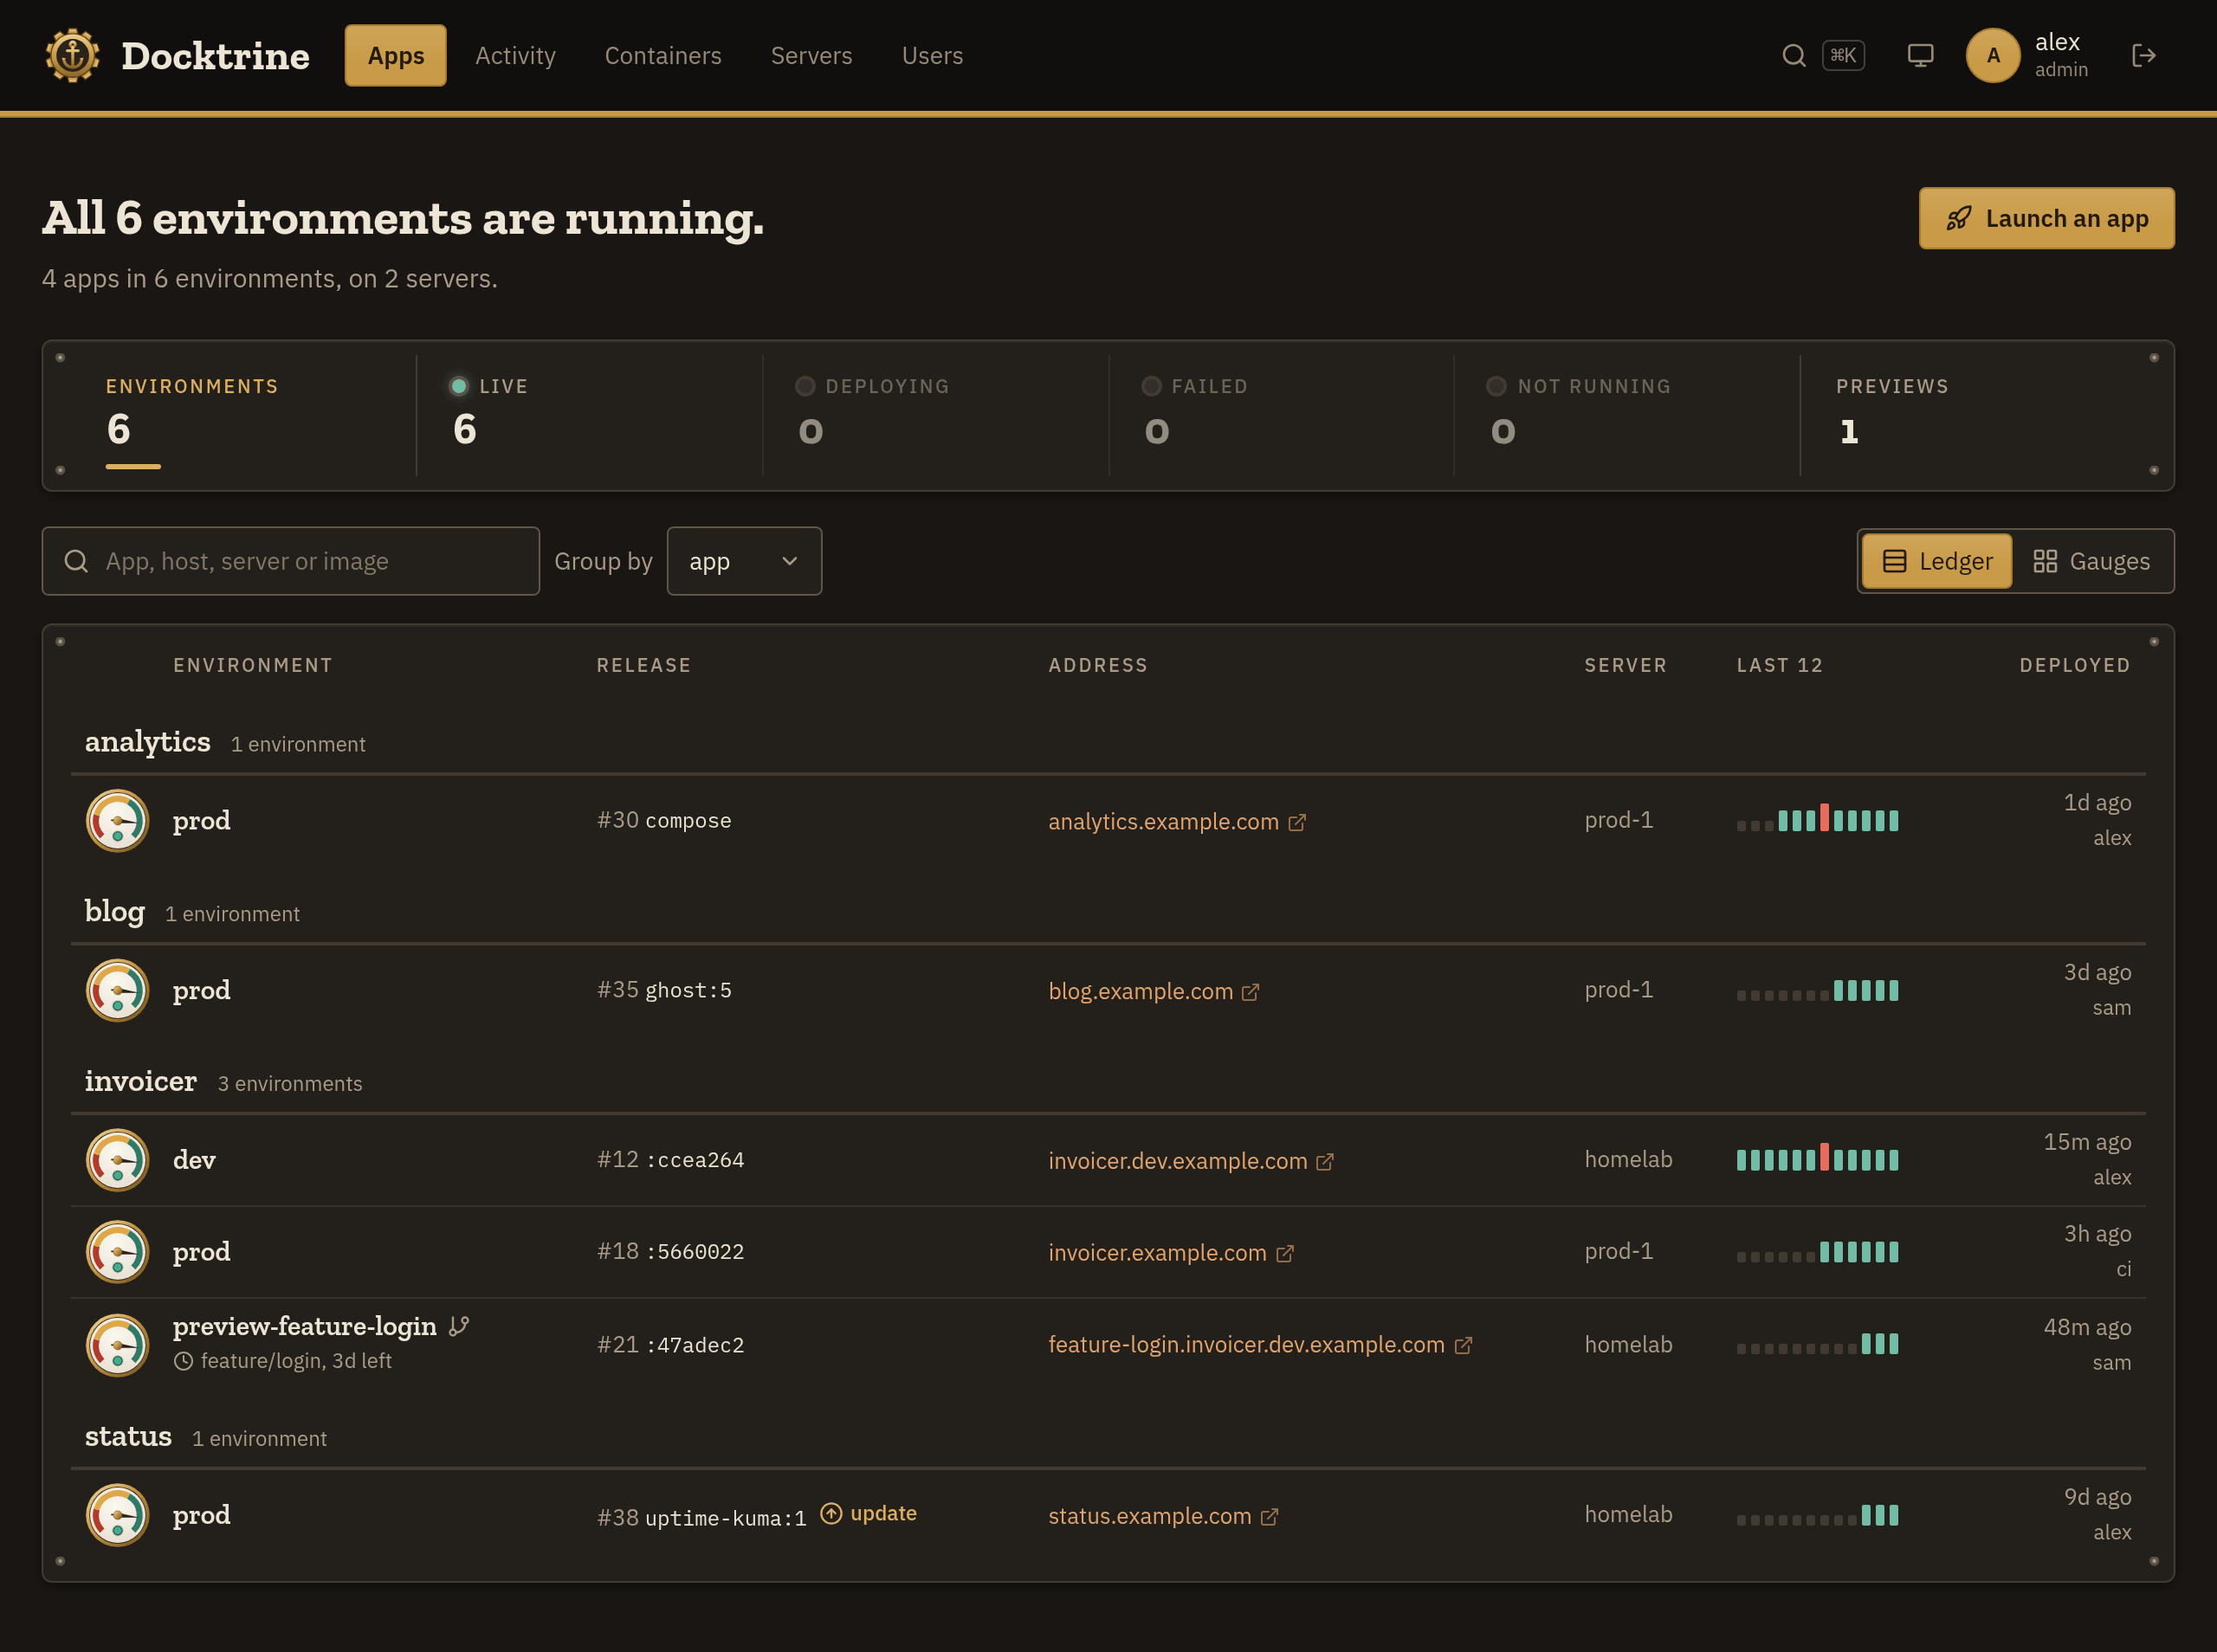 Docktrine Apps Activity Containers Servers Users ⌘K A alex
admin
All 6 environments are running.
Launch an app
4 apps in 6 environments, on 2 servers.
ENVIRONMENTS LIVE DEPLOYING FAILED NOT RUNNING PREVIEWS
6 6 0 0 0 1
App, host, server or image Group by app Ledger Gauges
ENVIRONMENT RELEASE ADDRESS SERVER LAST 12 DEPLOYED
analytics 1 environment
prod #30 compose analytics.example.com prod-1 1d ago
alex
blog 1 environment
prod #35 ghost:5 blog.example.com prod-1 3d ago
sam
invoicer 3 environments
dev #12 :ccea264 invoicer.dev.example.com homelab 15m ago
alex
prod #18 :5660022 invoicer.example.com prod-1 3h ago
ci
preview-feature-login #21 :47adec2 feature-login.invoicer.dev.example.com homelab 48m ago
feature/login, 3d left sam
status 1 environment
prod #38 uptime-kuma:1 update status.example.com homelab 9d ago
alex